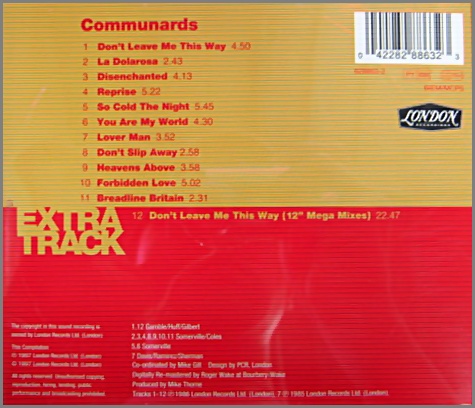 Communards
1 Don't Leave Me This Way 4.50
2 La Dolarosa 2.43
3 Disenchanted 4.13
4 Reprise 5.22
5 So Cold The Night 5.45
6 You Are My World 4.30
7 Lover Man 3.52
8 Don't Slip Away 2.58
9 Heavens Above 3.58
10 Forbidden Love 5.02
11 Breadline Britain 2.31
0 42282 88632 3
LONDON
RECORDINGS
EXTRA
TRACK
12 Don't Leave Me This Way (12" Mega Mixes) 22.47
The copyright in this sound recording is
owned by London Records Ltd. (London)
This Compilation
℗ 1987 London Records Ltd. (London)
© 1987 London Records Ltd. (London)
All rights reserved. Unauthorised copying,
reproduction, hiring, lending, public
performance and broadcasting prohibited.
1,12 Gamble/Huff/Gilbert
2,3,4,8,9,10,11 Somerville/Coles
5,6 Somerville
7 Davis/Ramirez/Sherman
Co-ordinated by Mike Gill Design by PCR, London
Digitally Re-mastered by Roger Wake at Bourbery-Wake
Produced by Mike Thorne
Tracks 1-12 ℗ 1986 London Records Ltd. (London), 7 ℗ 1985 London Records Ltd. (London)